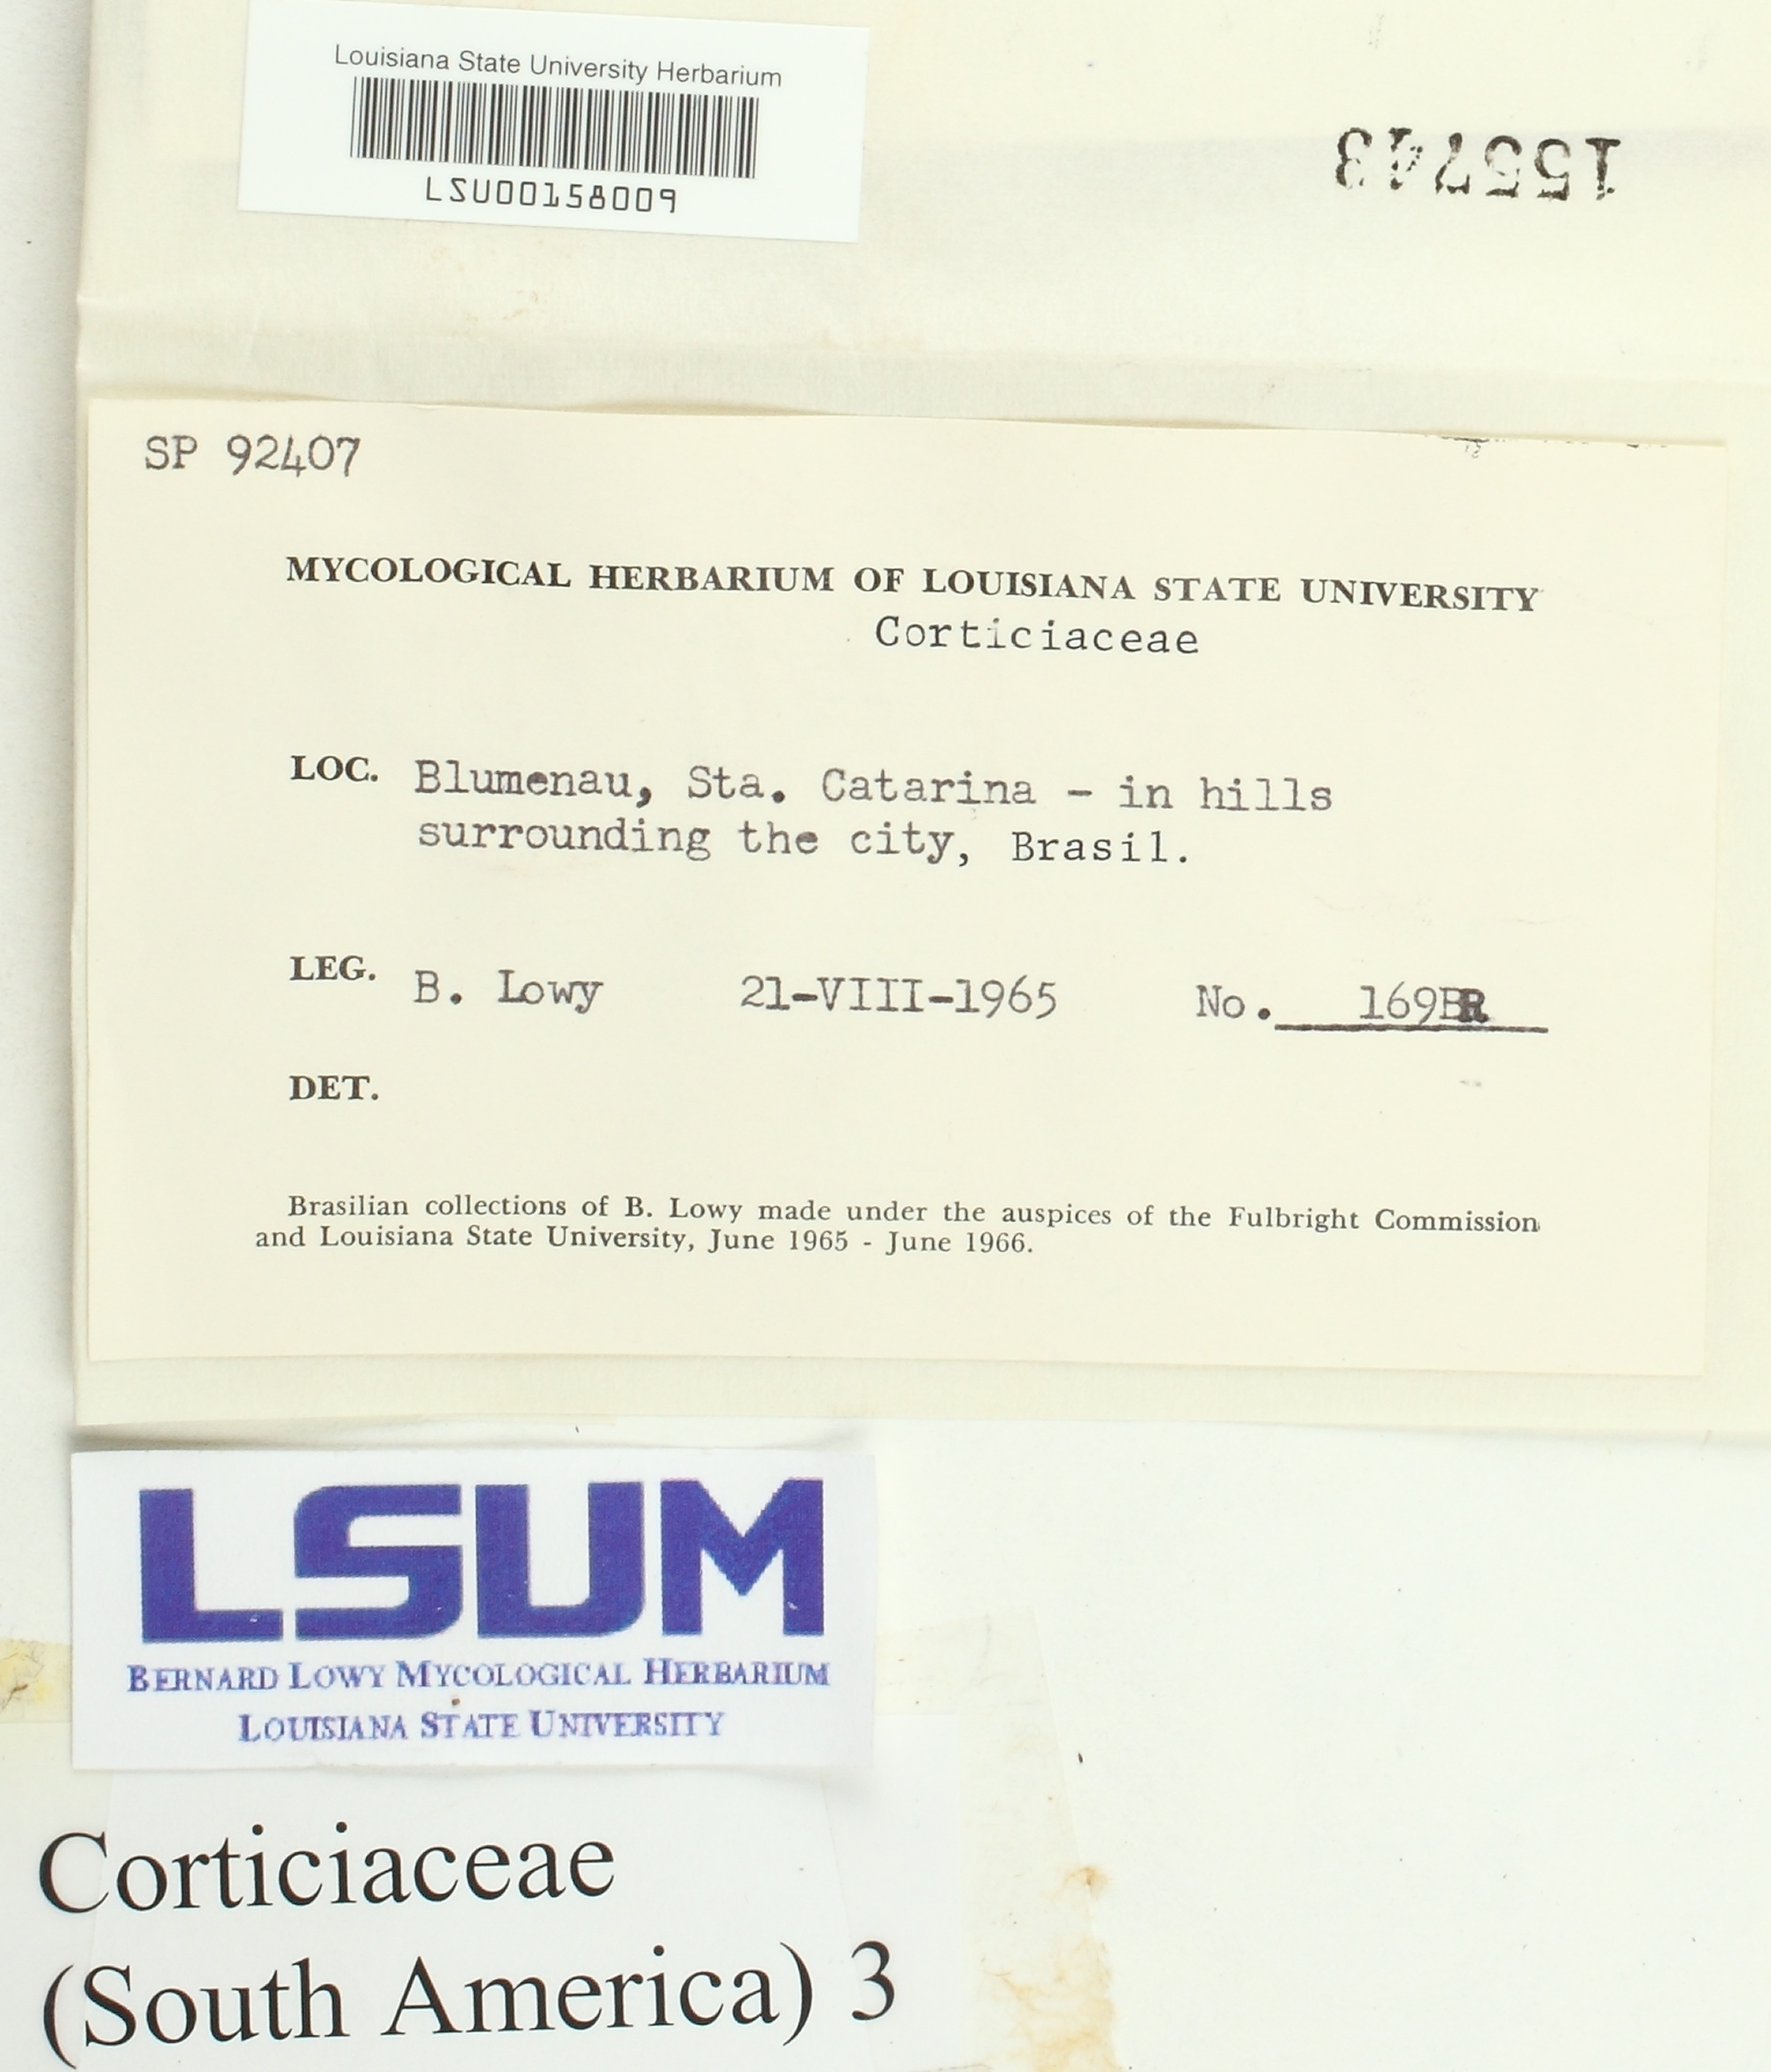 Louisiana State University Herbarium
LSU00158009
155743
SP 92407
MYCOLOGICAL HERBARIUM OF LOUISIANA STATE UNIVERSITY
Corticiaceae
LOC. Blumenau, Sta. Catarina - in hills
surrounding the city, Brasil.
LEG. B. Lowy 21-VIII-1965 No. 169BR
DET.
Brasilian collections of B. Lowy made under the auspices of the Fulbright Commission
and Louisiana State University, June 1965 - June 1966.
LSUM
BERNARD LOWY MYCOLOGICAL HERBARIUM
LOUISIANA STATE UNIVERSITY
Corticiaceae
(South America) 3